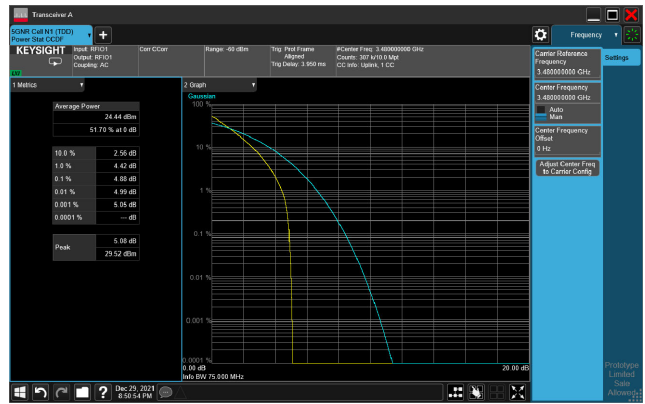 Transceiver A
5GNR Cell N1 (TDD)
Power Stat CCDF
Frequency
KEYSIGHT
Input: RFIO1
Output: RFIO1
Coupling: AC
Corr CCorr
Range: -60 dBm
Trig: Prot Frame
Aligned
Trig Delay: 3.950 ms
#Center Freq: 3.480000000 GHz
Counts: 307 k/10.0 Mpt
CC Info: Uplink, 1 CC
1 Metrics
Average Power
24.44 dBm
51.70 % at 0 dB
10.0 % 2.56 dB
1.0 % 4.42 dB
0.1 % 4.88 dB
0.01 % 4.99 dB
0.001 % 5.05 dB
0.0001 % --- dB
Peak
5.08 dB
29.52 dBm
2 Graph
Gaussian
100 %
10 %
1 %
0.1 %
0.01 %
0.001 %
0.0001 %
0.00 dB
20.00 dB
Info BW 75.000 MHz
Carrier Reference
Frequency
3.480000000 GHz
Center Frequency
3.480000000 GHz
Auto
Man
Center Frequency
Offset
0 Hz
Adjust Center Freq
to Carrier Config
Settings
Prototype
Limited
Sale
Allowed
Dec 29, 2021
8:50:54 PM